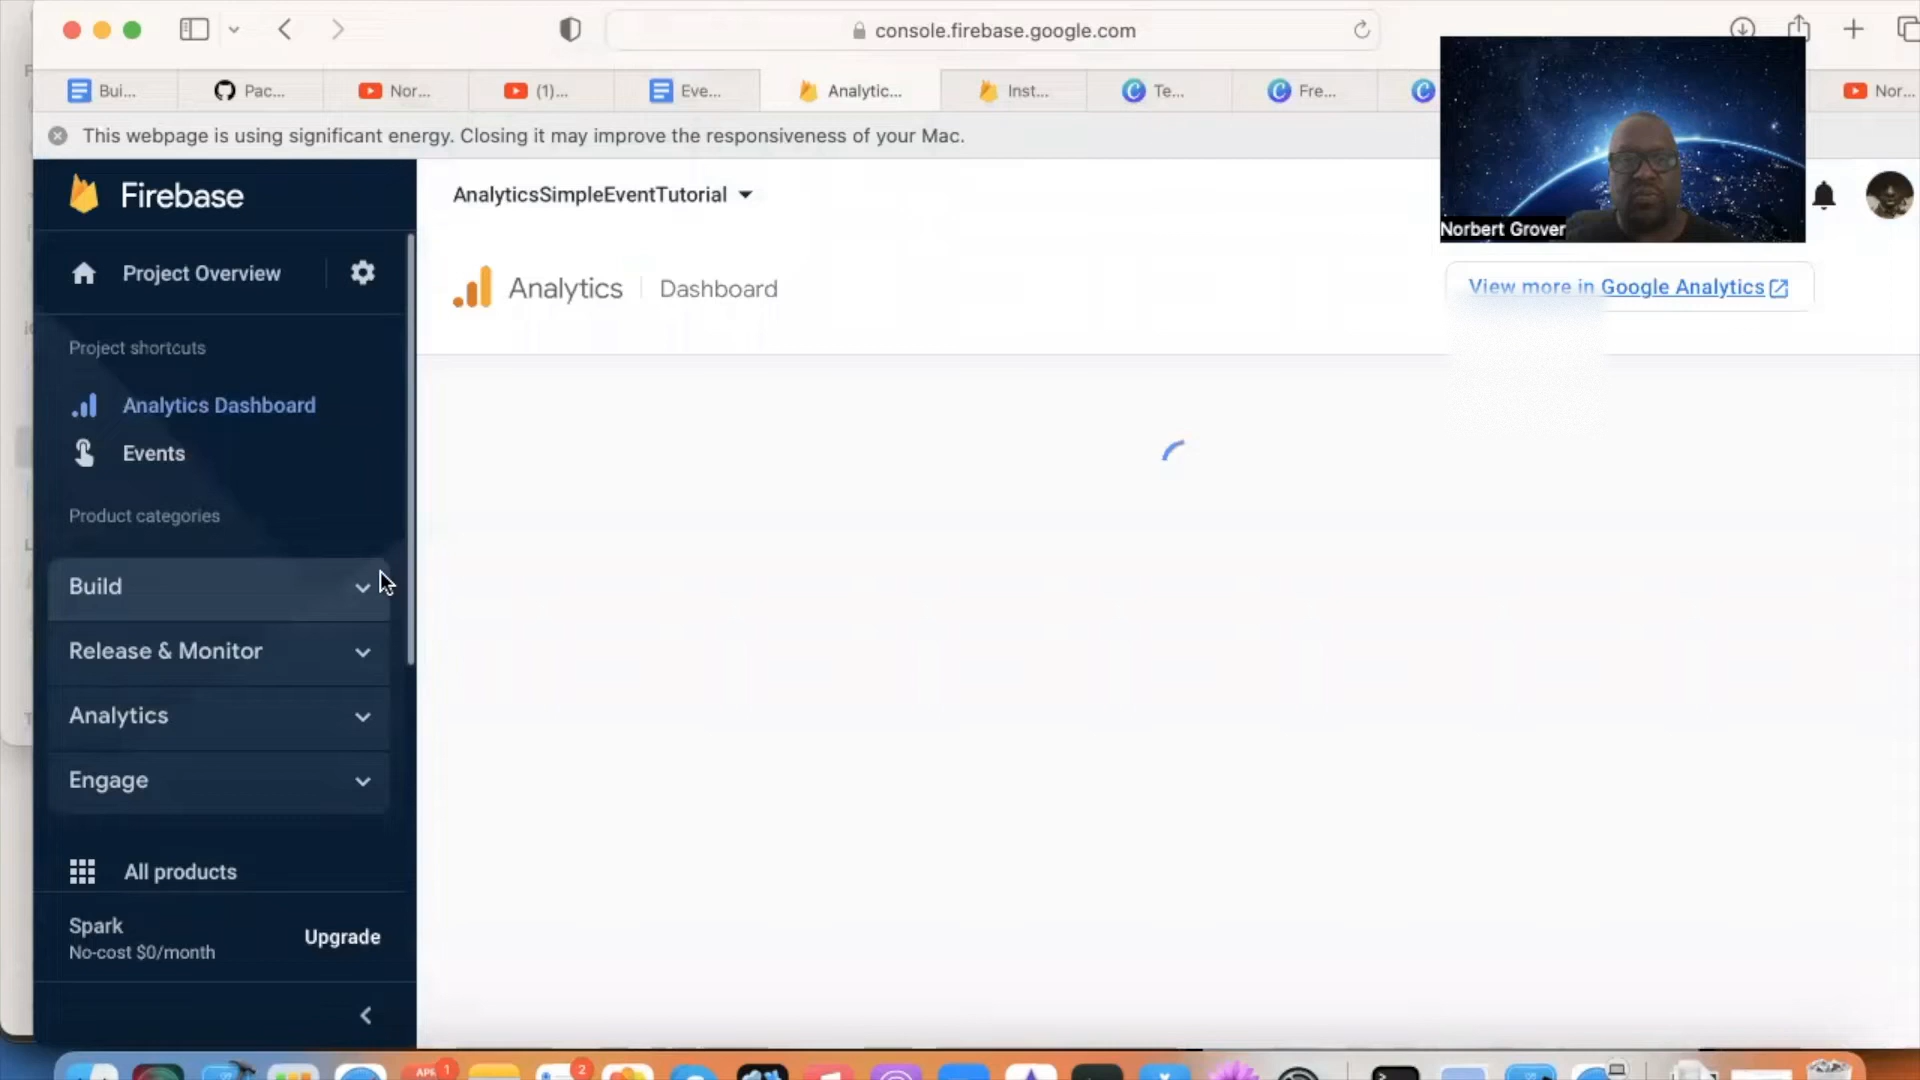 console.firebase.google.com
Bui...
Pac...
Nor...
(1)...
Eve...
Analytic...
Inst...
Te...
Fre...
Nor...
This webpage is using significant energy. Closing it may improve the responsiveness of your Mac.
Firebase
AnalyticsSimpleEventTutorial
Norbert Grover
Project Overview
Analytics
Dashboard
View more in Google Analytics
Project shortcuts
Analytics Dashboard
Events
Product categories
Build
Release & Monitor
Analytics
Engage
All products
Spark
No-cost $0/month
Upgrade
APR 1
2